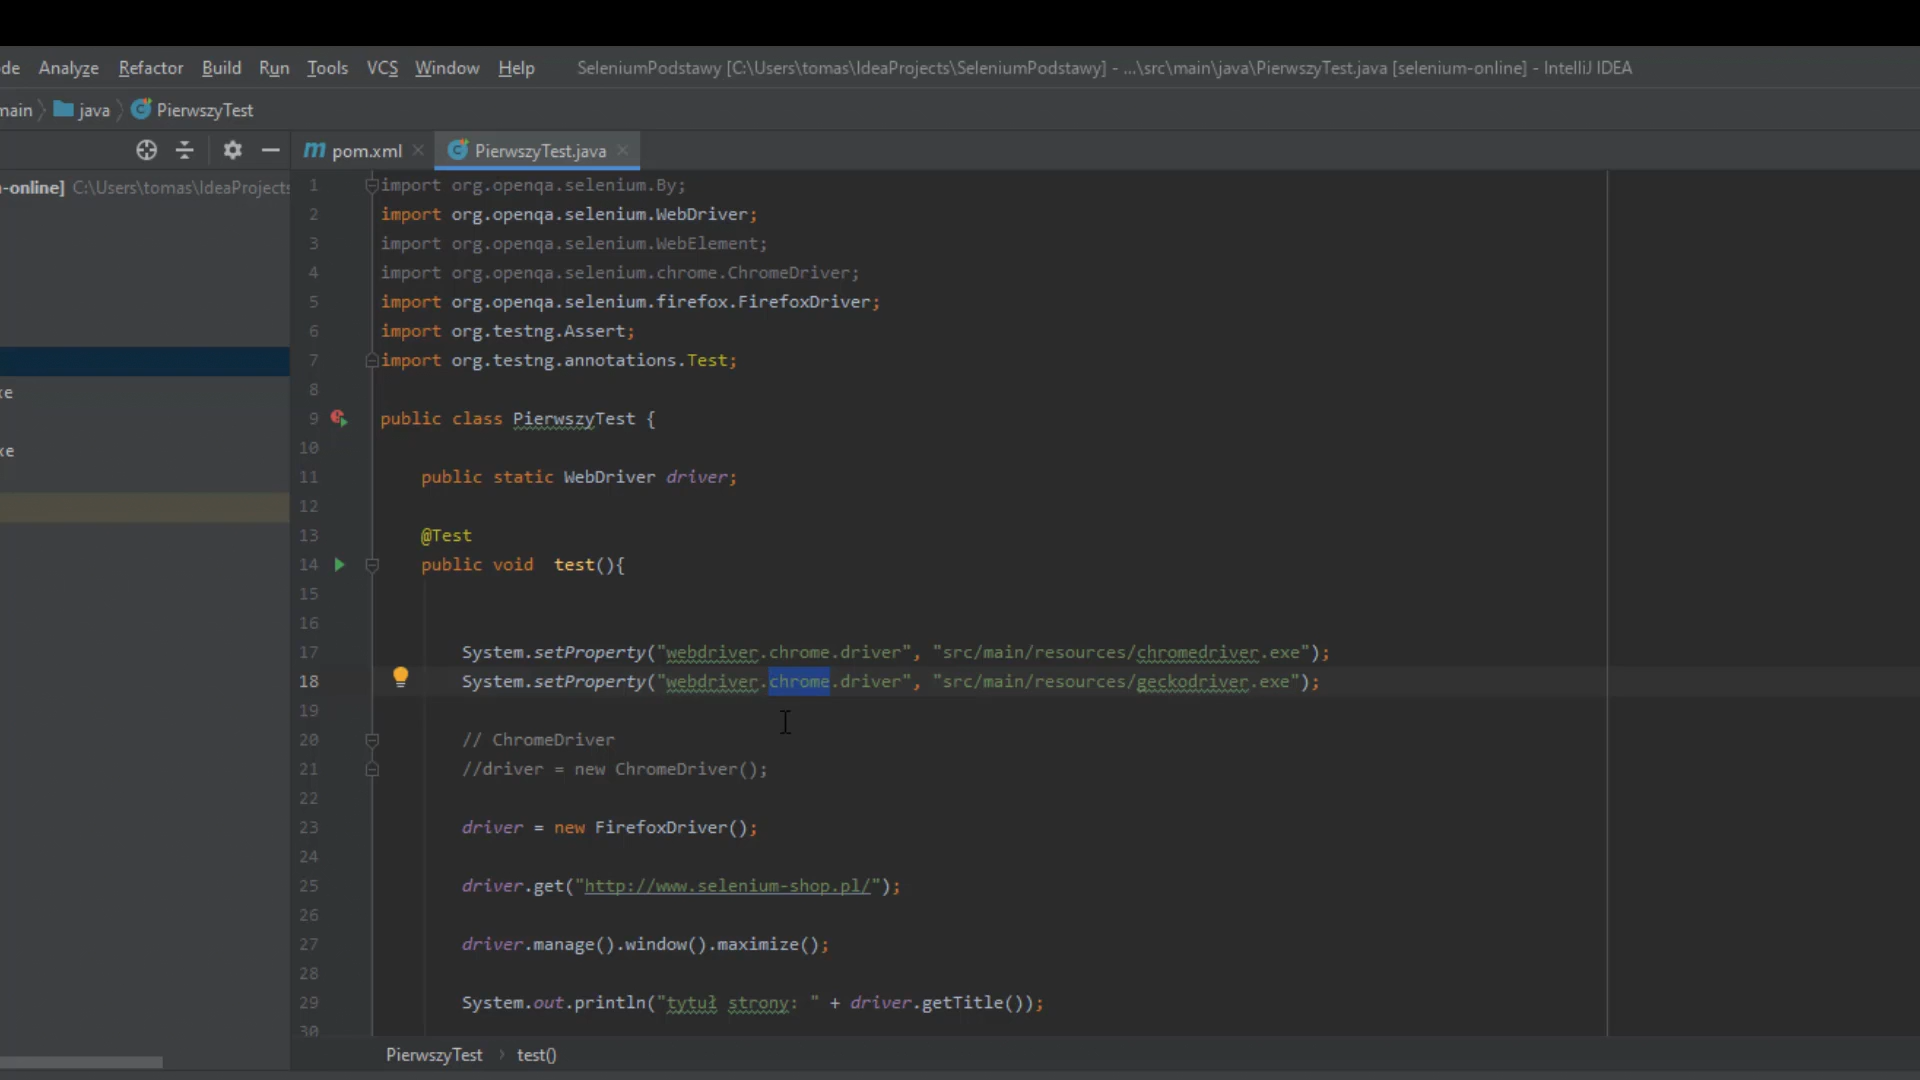 de Analyze Refactor Build Run Tools VCS Window Help SeleniumPodstawy [C:\Users\tomas\IdeaProjects\SeleniumPodstawy] - ...\src\main\java\PierwszyTest.java [selenium-online] - IntelliJ IDEA
main java PierwszyTest
m pom.xml PierwszyTest.java
-online] C:\Users\tomas\IdeaProjects
xe
xe
1 import org.openqa.selenium.By;
2 import org.openqa.selenium.WebDriver;
3 import org.openqa.selenium.WebElement;
4 import org.openqa.selenium.chrome.ChromeDriver;
5 import org.openqa.selenium.firefox.FirefoxDriver;
6 import org.testng.Assert;
7 import org.testng.annotations.Test;
8
9 public class PierwszyTest {
10
11 public static WebDriver driver;
12
13 @Test
14 public void  test(){
15
16
17 System.setProperty("webdriver.chrome.driver", "src/main/resources/chromedriver.exe");
18 System.setProperty("webdriver.chrome.driver", "src/main/resources/geckodriver.exe");
19
20 // ChromeDriver
21 //driver = new ChromeDriver();
22
23 driver = new FirefoxDriver();
24
25 driver.get("http://www.selenium-shop.pl/");
26
27 driver.manage().window().maximize();
28
29 System.out.println("tytuł strony: " + driver.getTitle());
30
PierwszyTest test()